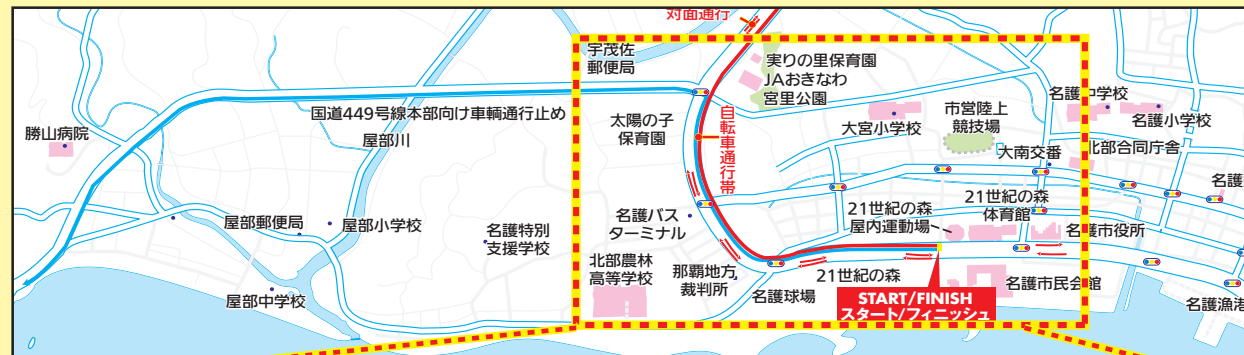 対面通行
宇茂佐
郵便局
実りの里保育園
JAおきなわ
宮里公園
国道449号線本部向け車輌通行止め
勝山病院
屋部川
太陽の子
保育園
自転車通行帯
大宮小学校
市営陸上
競技場
名護中学校
名護小学校
大南交番
北部合同庁舎
屋部郵便局
屋部小学校
名護特別
支援学校
名護バス
ターミナル
21世紀の森
屋内運動場
21世紀の森
体育館
名護市役所
名護
北部農林
高等学校
那覇地方
裁判所
21世紀の森
屋部中学校
名護球場
名護市民会館
START/FINISH
スタート/フィニッシュ
名護漁港